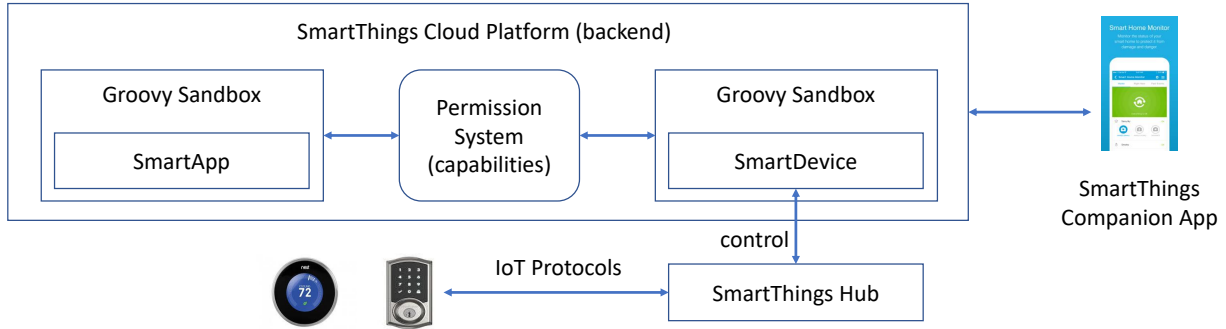 SmartThings Cloud Platform (backend)
Groovy Sandbox
SmartApp
Permission
System
(capabilities)
Groovy Sandbox
SmartDevice
Smart Home Monitor
SmartThings
Companion App
control
IoT Protocols
SmartThings Hub
72